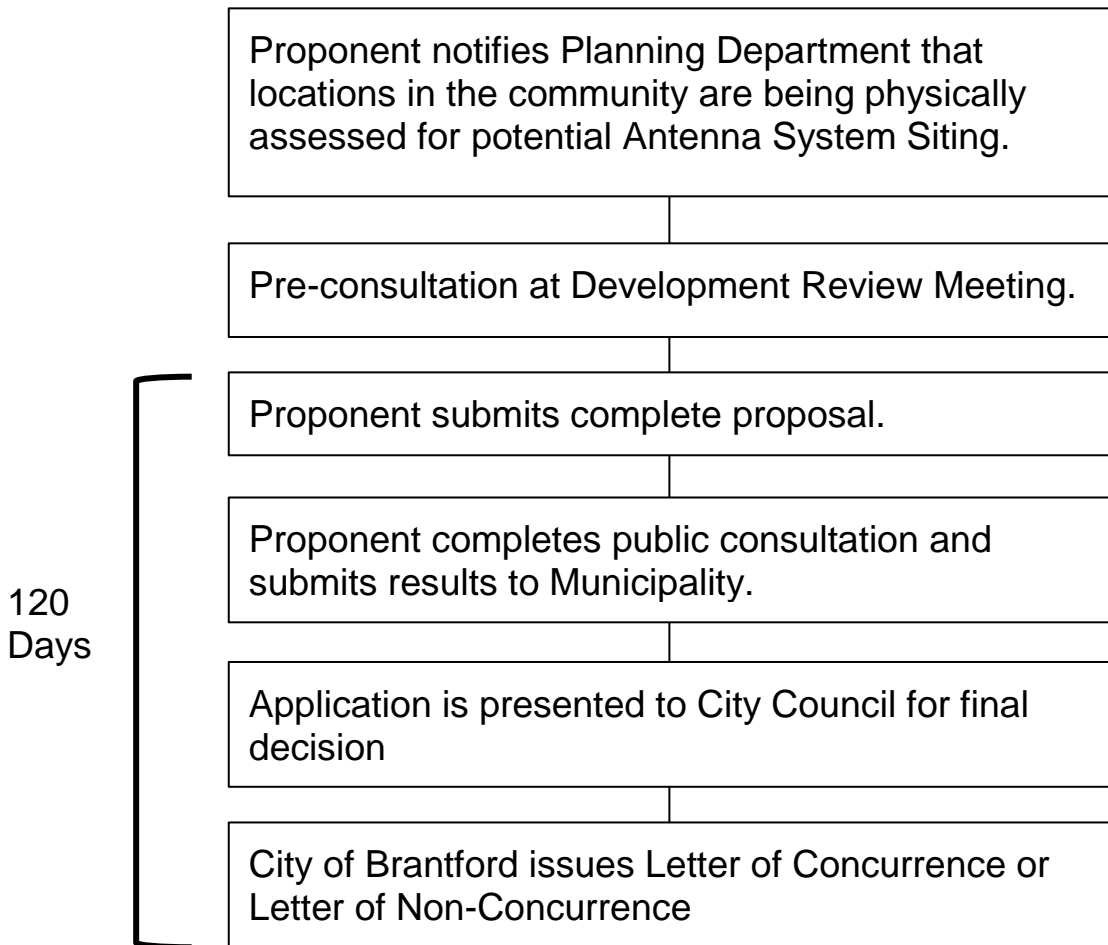 Proponent notifies Planning Department that
locations in the community are being physically
assessed for potential Antenna System Siting.
Pre-consultation at Development Review Meeting.
Proponent submits complete proposal.
Proponent completes public consultation and
submits results to Municipality.
120
Days
Application is presented to City Council for final
decision
City of Brantford issues Letter of Concurrence or
Letter of Non-Concurrence